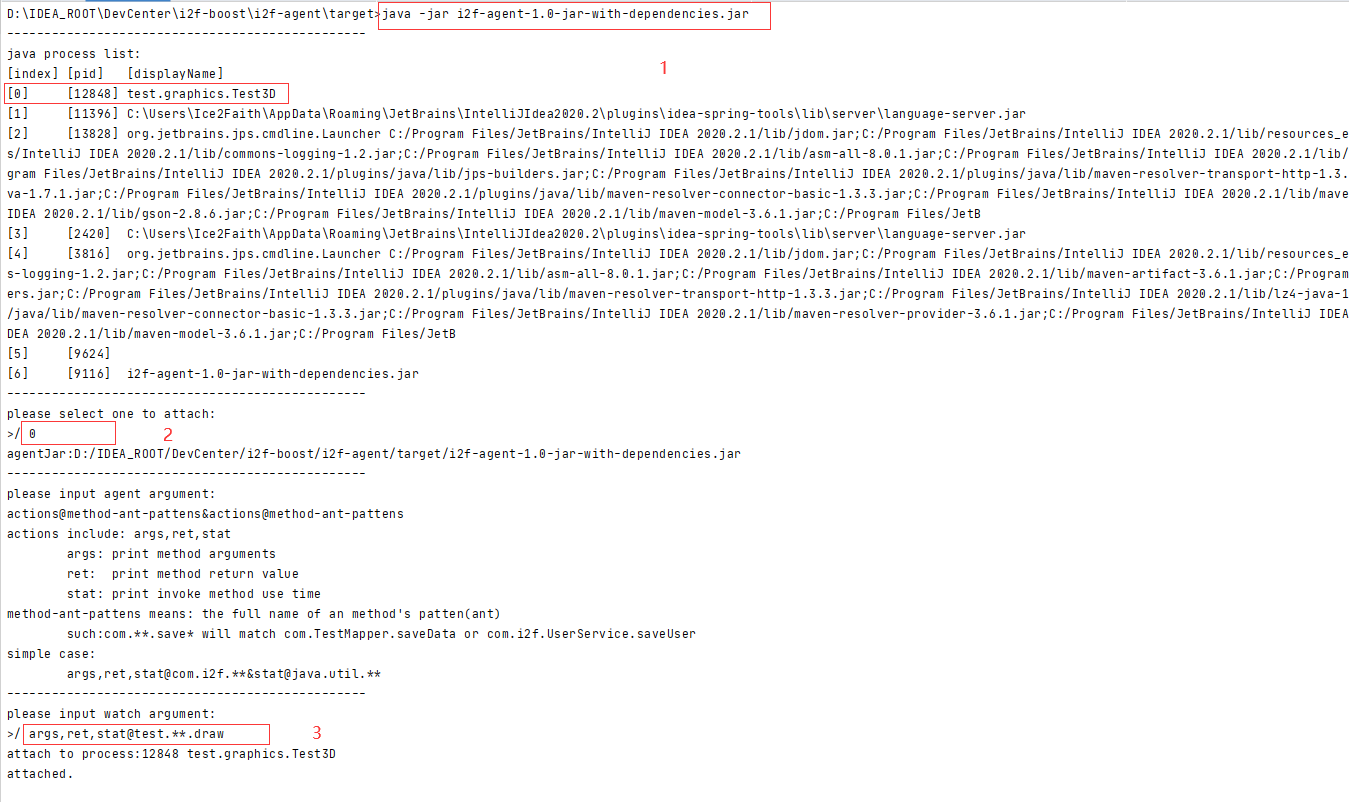 D:\IDEA_ROOT\DevCenter\i2f-boost\i2f-agent\target>java -jar i2f-agent-1.0-jar-with-dependencies.jar
------------------------------------------------
java process list:
1
[index] [pid] [displayName]
[0] [12848] test.graphics.Test3D
[1] [11396] C:\Users\Ice2Faith\AppData\Roaming\JetBrains\IntelliJIdea2020.2\plugins\idea-spring-tools\lib\server\language-server.jar
[2] [13828] org.jetbrains.jps.cmdline.Launcher C:/Program Files/JetBrains/IntelliJ IDEA 2020.2.1/lib/jdom.jar;C:/Program Files/JetBrains/IntelliJ IDEA 2020.2.1/lib/resources_e
s/IntelliJ IDEA 2020.2.1/lib/commons-logging-1.2.jar;C:/Program Files/JetBrains/IntelliJ IDEA 2020.2.1/lib/asm-all-8.0.1.jar;C:/Program Files/JetBrains/IntelliJ IDEA 2020.2.1/lib/
gram Files/JetBrains/IntelliJ IDEA 2020.2.1/plugins/java/lib/jps-builders.jar;C:/Program Files/JetBrains/IntelliJ IDEA 2020.2.1/plugins/java/lib/maven-resolver-transport-http-1.3.
va-1.7.1.jar;C:/Program Files/JetBrains/IntelliJ IDEA 2020.2.1/plugins/java/lib/maven-resolver-connector-basic-1.3.3.jar;C:/Program Files/JetBrains/IntelliJ IDEA 2020.2.1/lib/mave
IDEA 2020.2.1/lib/gson-2.8.6.jar;C:/Program Files/JetBrains/IntelliJ IDEA 2020.2.1/lib/maven-model-3.6.1.jar;C:/Program Files/JetB
[3] [2420] C:\Users\Ice2Faith\AppData\Roaming\JetBrains\IntelliJIdea2020.2\plugins\idea-spring-tools\lib\server\language-server.jar
[4] [3816] org.jetbrains.jps.cmdline.Launcher C:/Program Files/JetBrains/IntelliJ IDEA 2020.2.1/lib/jdom.jar;C:/Program Files/JetBrains/IntelliJ IDEA 2020.2.1/lib/resources_e
s-logging-1.2.jar;C:/Program Files/JetBrains/IntelliJ IDEA 2020.2.1/lib/asm-all-8.0.1.jar;C:/Program Files/JetBrains/IntelliJ IDEA 2020.2.1/lib/maven-artifact-3.6.1.jar;C:/Program
ers.jar;C:/Program Files/JetBrains/IntelliJ IDEA 2020.2.1/plugins/java/lib/maven-resolver-transport-http-1.3.3.jar;C:/Program Files/JetBrains/IntelliJ IDEA 2020.2.1/lib/lz4-java-1
/java/lib/maven-resolver-connector-basic-1.3.3.jar;C:/Program Files/JetBrains/IntelliJ IDEA 2020.2.1/lib/maven-resolver-provider-3.6.1.jar;C:/Program Files/JetBrains/IntelliJ IDEA
DEA 2020.2.1/lib/maven-model-3.6.1.jar;C:/Program Files/JetB
[5] [9624]
[6] [9116] i2f-agent-1.0-jar-with-dependencies.jar
------------------------------------------------
please select one to attach:
>/ 0 2
agentJar:D:/IDEA_ROOT/DevCenter/i2f-boost/i2f-agent/target/i2f-agent-1.0-jar-with-dependencies.jar
------------------------------------------------
please input agent argument:
actions@method-ant-pattens&actions@method-ant-pattens
actions include: args,ret,stat
args: print method arguments
ret: print method return value
stat: print invoke method use time
method-ant-pattens means: the full name of an method's patten(ant)
such:com.**.save* will match com.TestMapper.saveData or com.i2f.UserService.saveUser
simple case:
args,ret,stat@com.i2f.**&stat@java.util.**
------------------------------------------------
please input watch argument:
>/ args,ret,stat@test.**.draw 3
attach to process:12848 test.graphics.Test3D
attached.